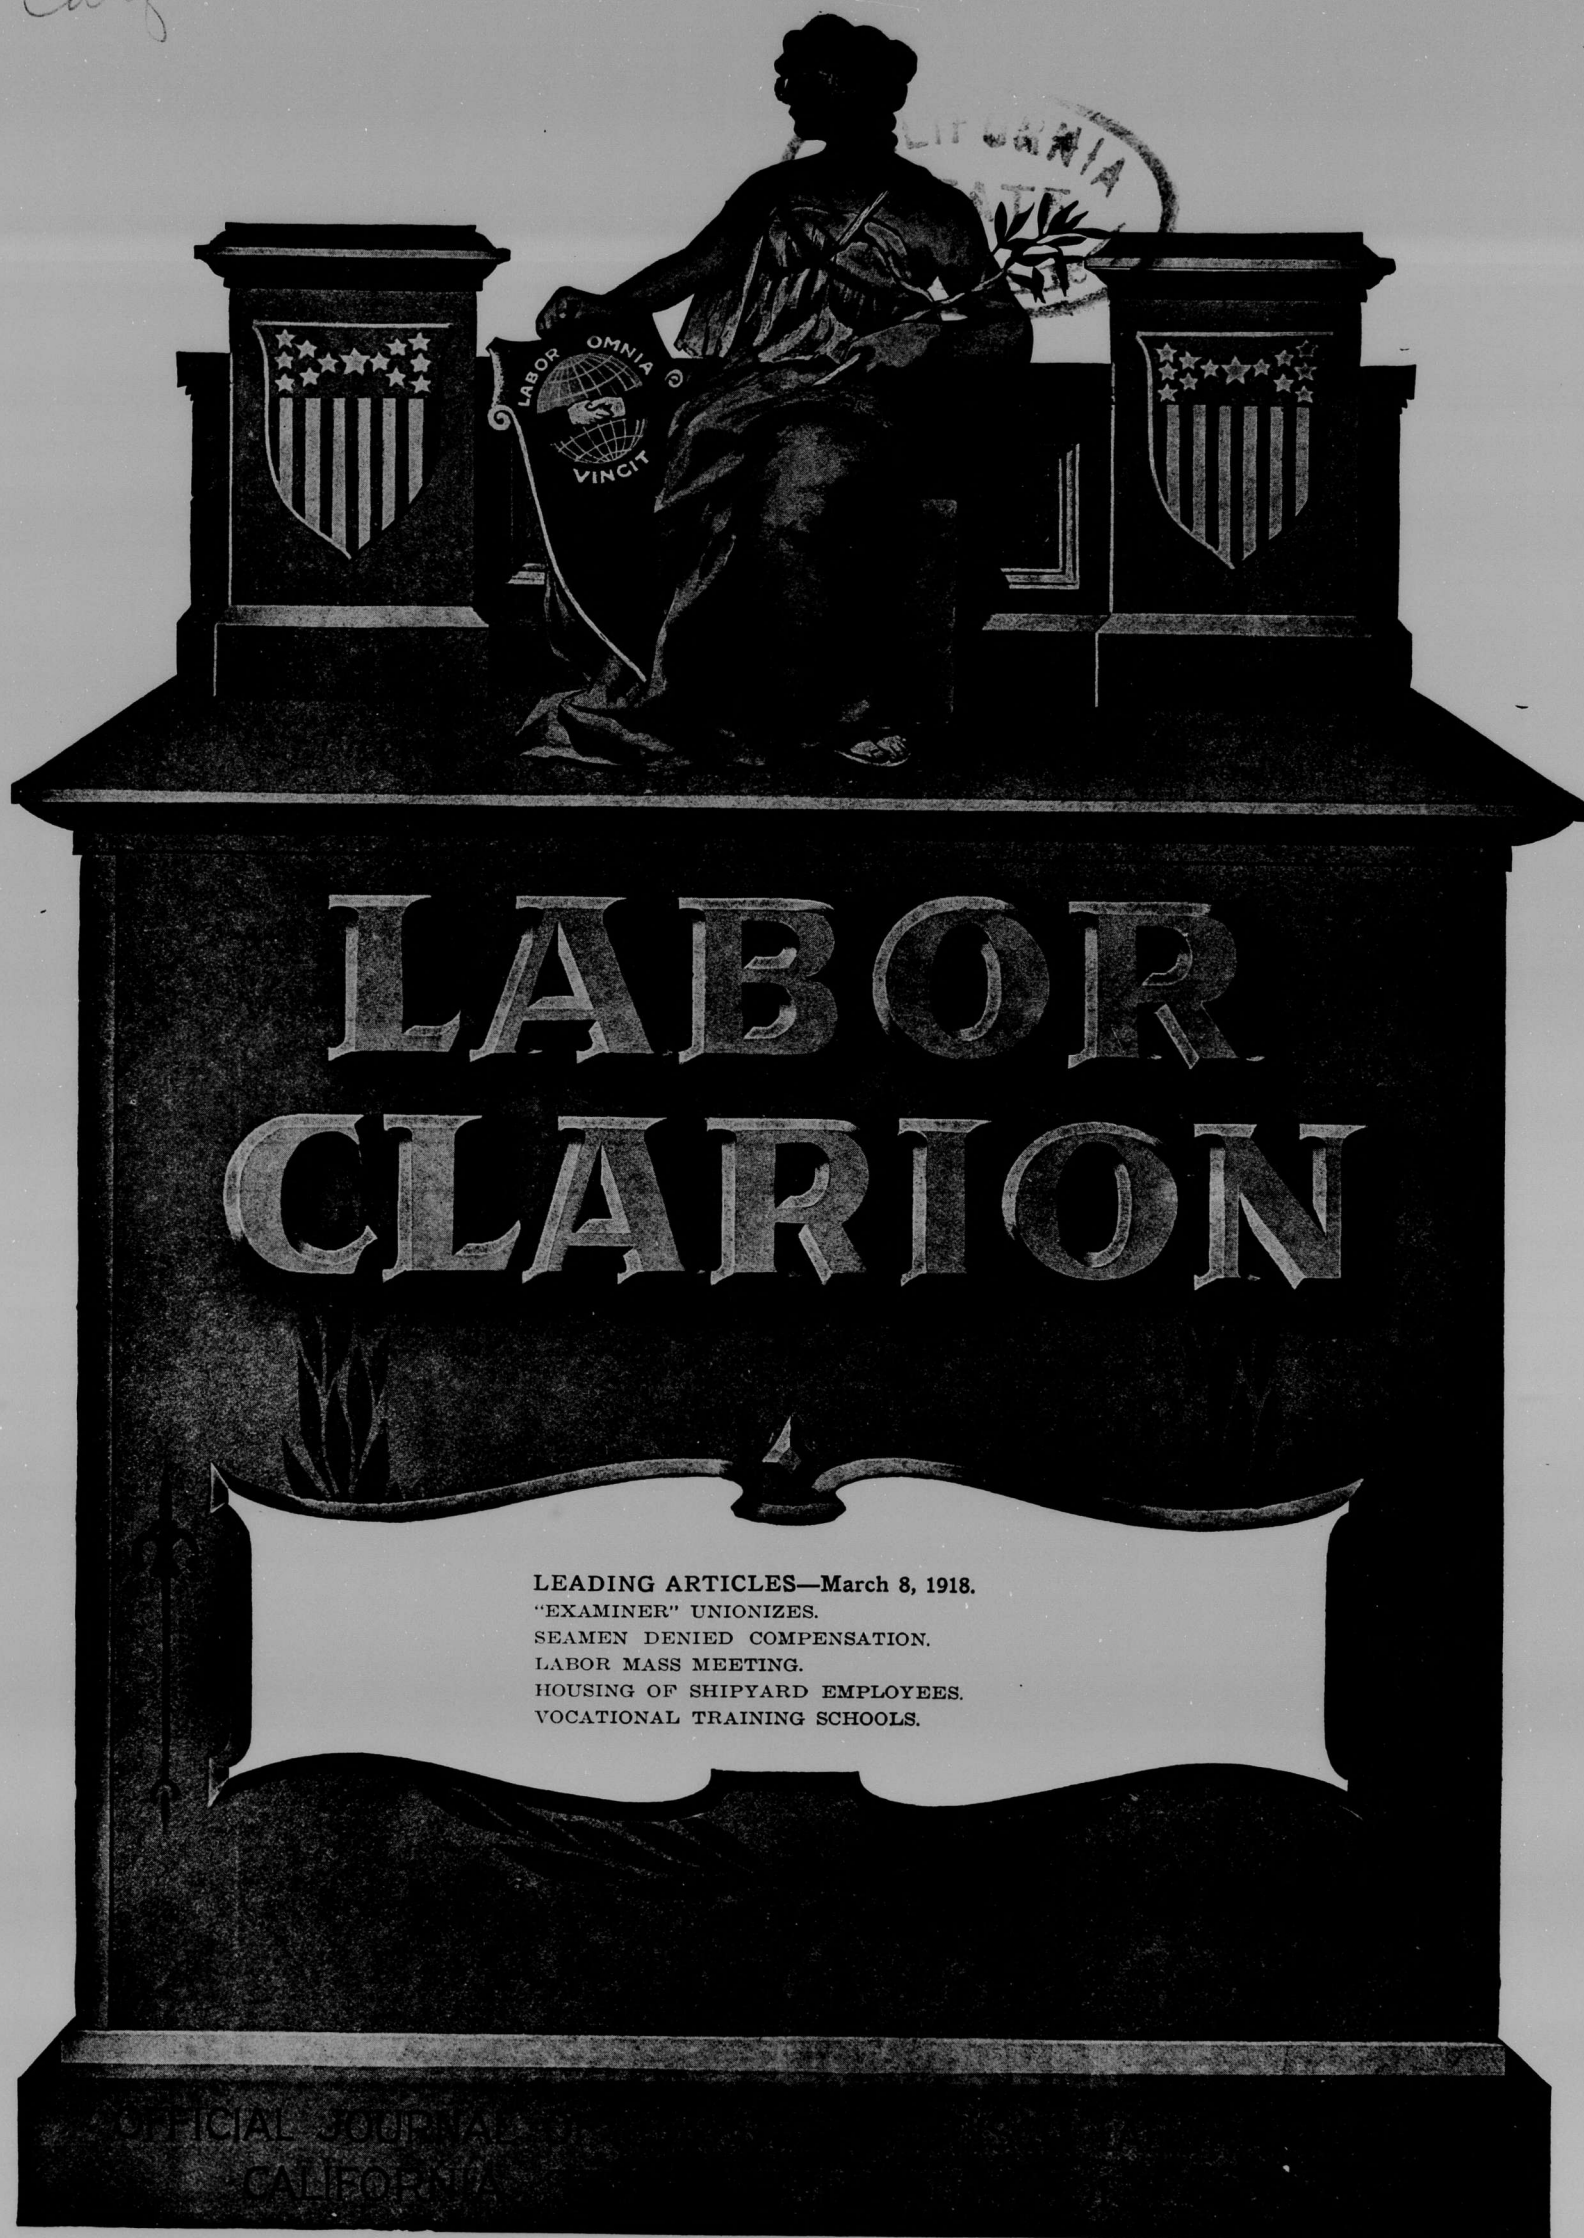 LABOR OMNIA
VINCIT
LABOR
CLARION
LEADING ARTICLES—March 8, 1918.
"EXAMINER" UNIONIZES.
SEAMEN DENIED COMPENSATION.
LABOR MASS MEETING.
HOUSING OF SHIPYARD EMPLOYEES.
VOCATIONAL TRAINING SCHOOLS.
OFFICIAL JOURNAL
CALIFORNIA